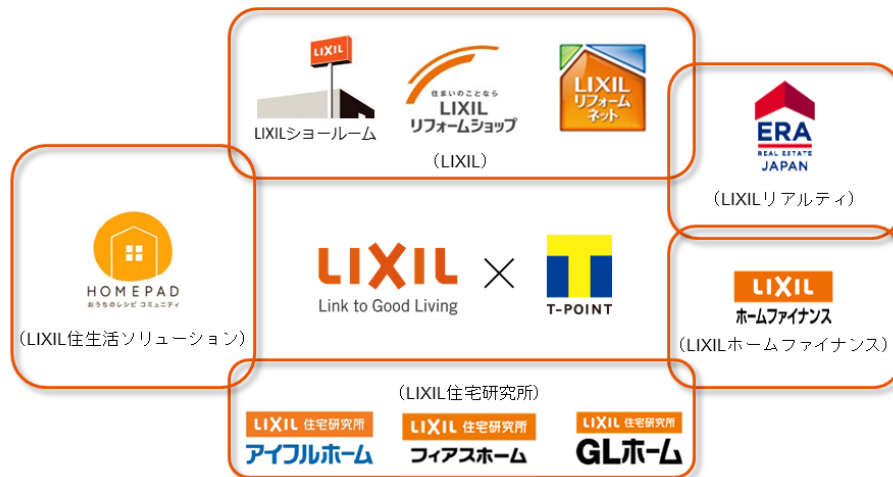 LIXIL
LIXILショールーム
住まいのことなら
LIXIL
リフォームショップ
LIXIL
リフォーム
ネット
(LIXIL)
ERA
REAL ESTATE
JAPAN
(LIXILリアルティ)
HOMEPAD
おうちのレシピ コミュニティ
(LIXIL住生活ソリューション)
LIXIL
Link to Good Living
×
T
T-POINT
LIXIL
ホームファイナンス
(LIXILホームファイナンス)
(LIXIL住宅研究所)
LIXIL 住宅研究所
アイフルホーム
LIXIL 住宅研究所
フィアスホーム
LIXIL 住宅研究所
GLホーム